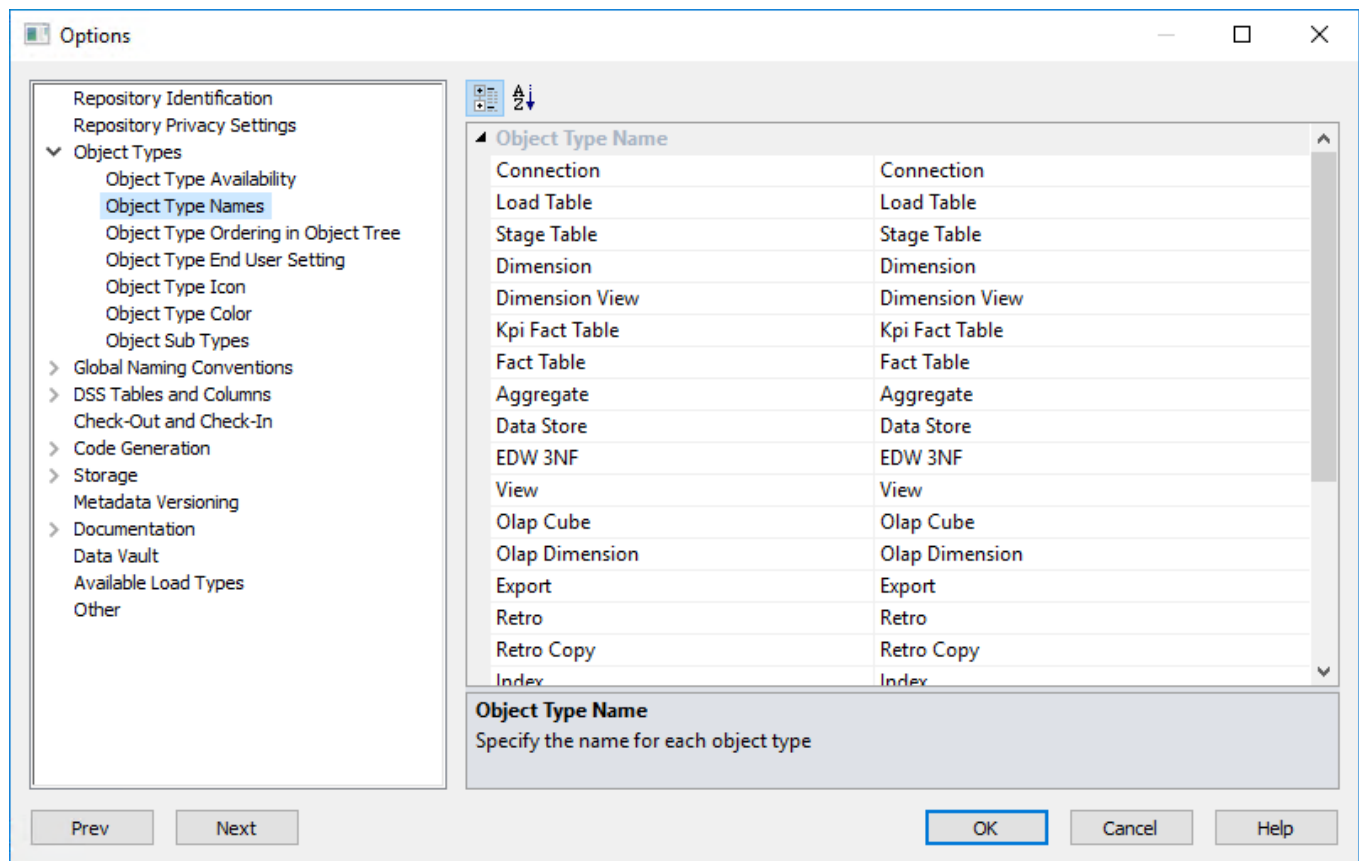 Options
Repository Identification
Repository Privacy Settings
Object Types
Object Type Availability
Object Type Names
Object Type Ordering in Object Tree
Object Type End User Setting
Object Type Icon
Object Type Color
Object Sub Types
Global Naming Conventions
DSS Tables and Columns
Check-Out and Check-In
Code Generation
Storage
Metadata Versioning
Documentation
Data Vault
Available Load Types
Other
Object Type Name
Connection Connection
Load Table Load Table
Stage Table Stage Table
Dimension Dimension
Dimension View Dimension View
Kpi Fact Table Kpi Fact Table
Fact Table Fact Table
Aggregate Aggregate
Data Store Data Store
EDW 3NF EDW 3NF
View View
Olap Cube Olap Cube
Olap Dimension Olap Dimension
Export Export
Retro Retro
Retro Copy Retro Copy
Index Index
Object Type Name
Specify the name for each object type
Prev Next OK Cancel Help